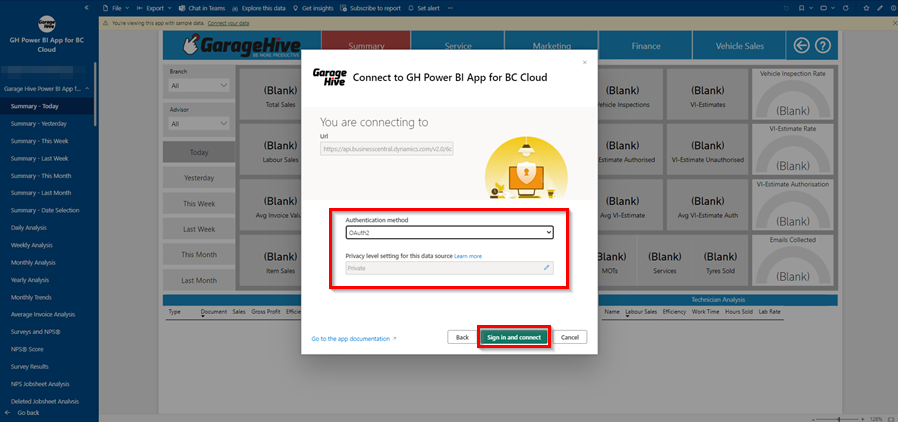 File
Export
Chat in Teams
Explore this data
Get insights
Subscribe to report
Set alert
You're viewing this app with sample data. Connect your data
GH Power BI App for BC
Cloud
Garage Hive Power BI App f...
Summary - Today
Summary - Yesterday
Summary - This Week
Summary - Last Week
Summary - This Month
Summary - Last Month
Summary - Date Selection
Daily Analysis
Weekly Analysis
Monthly Analysis
Yearly Analysis
Monthly Trends
Average Invoice Analysis
Surveys and NPS®
NPS® Score
Survey Results
NPS Jobsheet Analysis
Deleted Jobsheet Analysis
Go back
GarageHive
BE MORE PRODUCTIVE
Summary
Service
Marketing
Finance
Vehicle Sales
Branch
All
Advisor
All
Today
Yesterday
This Week
Last Week
This Month
Last Month
(Blank)
Total Sales
(Blank)
Labour Sales
(Blank)
Avg Invoice Valu
(Blank)
Item Sales
Garage
Hive
Connect to GH Power BI App for BC Cloud
You are connecting to
Url
https://api.businesscentral.dynamics.com/v2.0/6c
Authentication method
OAuth2
Privacy level setting for this data source Learn more
Private
Go to the app documentation
Back
Sign in and connect
Cancel
(Blank)
Vehicle Inspections
(Blank)
VI-Estimates
(Blank)
Estimate Authorised
(Blank)
VI-Estimate Unauthorised
(Blank)
Avg VI-Estimate
(Blank)
Avg VI-Estimate Auth
(Blank)
MOTs
(Blank)
Services
(Blank)
Tyres Sold
Vehicle Inspection Rate
(Blank)
VI-Estimate Rate
(Blank)
VI-Estimate Authorisation
(Blank)
Emails Collected
(Blank)
Type
Document
Sales
Gross Profit
Efficie
Technician Analysis
Name
Labour Sales
Efficiency
Work Time
Hours Sold
Lab Rate
128%